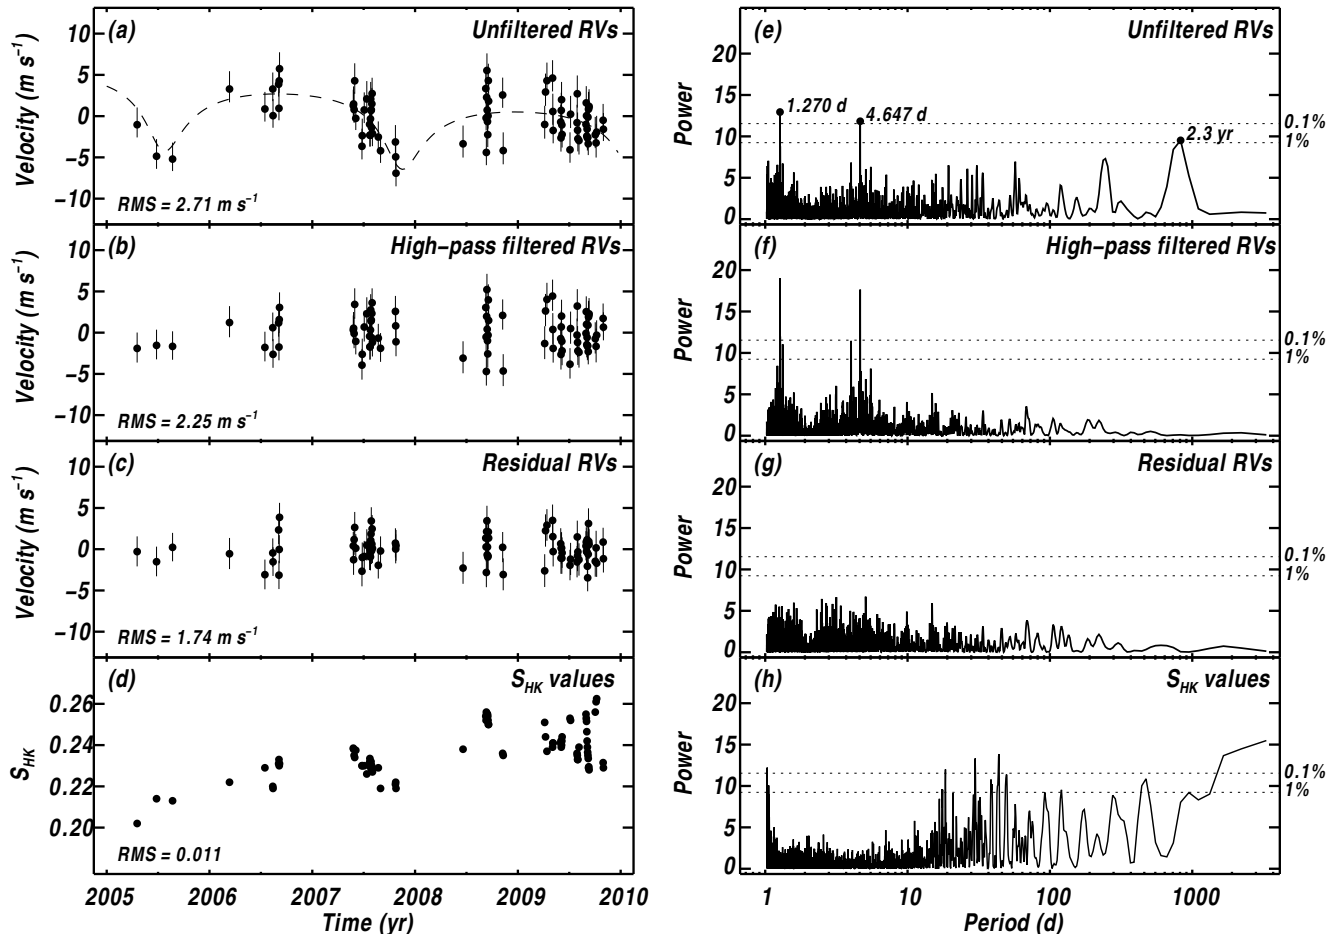 (a) Unfiltered RVs
Velocity (m s⁻¹)
10
5
0
−5
−10
RMS = 2.71 m s⁻¹
(b) High−pass filtered RVs
Velocity (m s⁻¹)
10
5
0
−5
−10
RMS = 2.25 m s⁻¹
(c) Residual RVs
Velocity (m s⁻¹)
10
5
0
−5
−10
RMS = 1.74 m s⁻¹
(d) S_HK values
S_HK
0.26
0.24
0.22
0.20
RMS = 0.011
2005 2006 2007 2008 2009 2010
Time (yr)
(e) Unfiltered RVs
Power
20
15
10
5
0
1.270 d
4.647 d
2.3 yr
0.1%
1%
(f) High−pass filtered RVs
Power
20
15
10
5
0
0.1%
1%
(g) Residual RVs
Power
20
15
10
5
0
0.1%
1%
(h) S_HK values
Power
20
15
10
5
0
0.1%
1%
1 10 100 1000
Period (d)